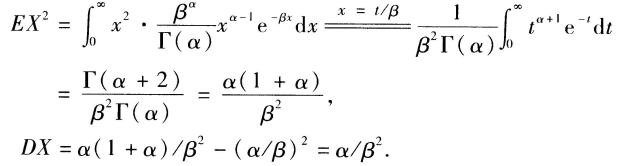 EX² = ∫₀^∞ x² · β^α/Γ(α) x^(α-1) e^(-βx) dx =(x = t/β)= 1/(β²Γ(α)) ∫₀^∞ t^(α+1) e^(-t) dt
= Γ(α + 2)/(β²Γ(α)) = α(1 + α)/β²,
DX = α(1 + α)/β² - (α/β)² = α/β².